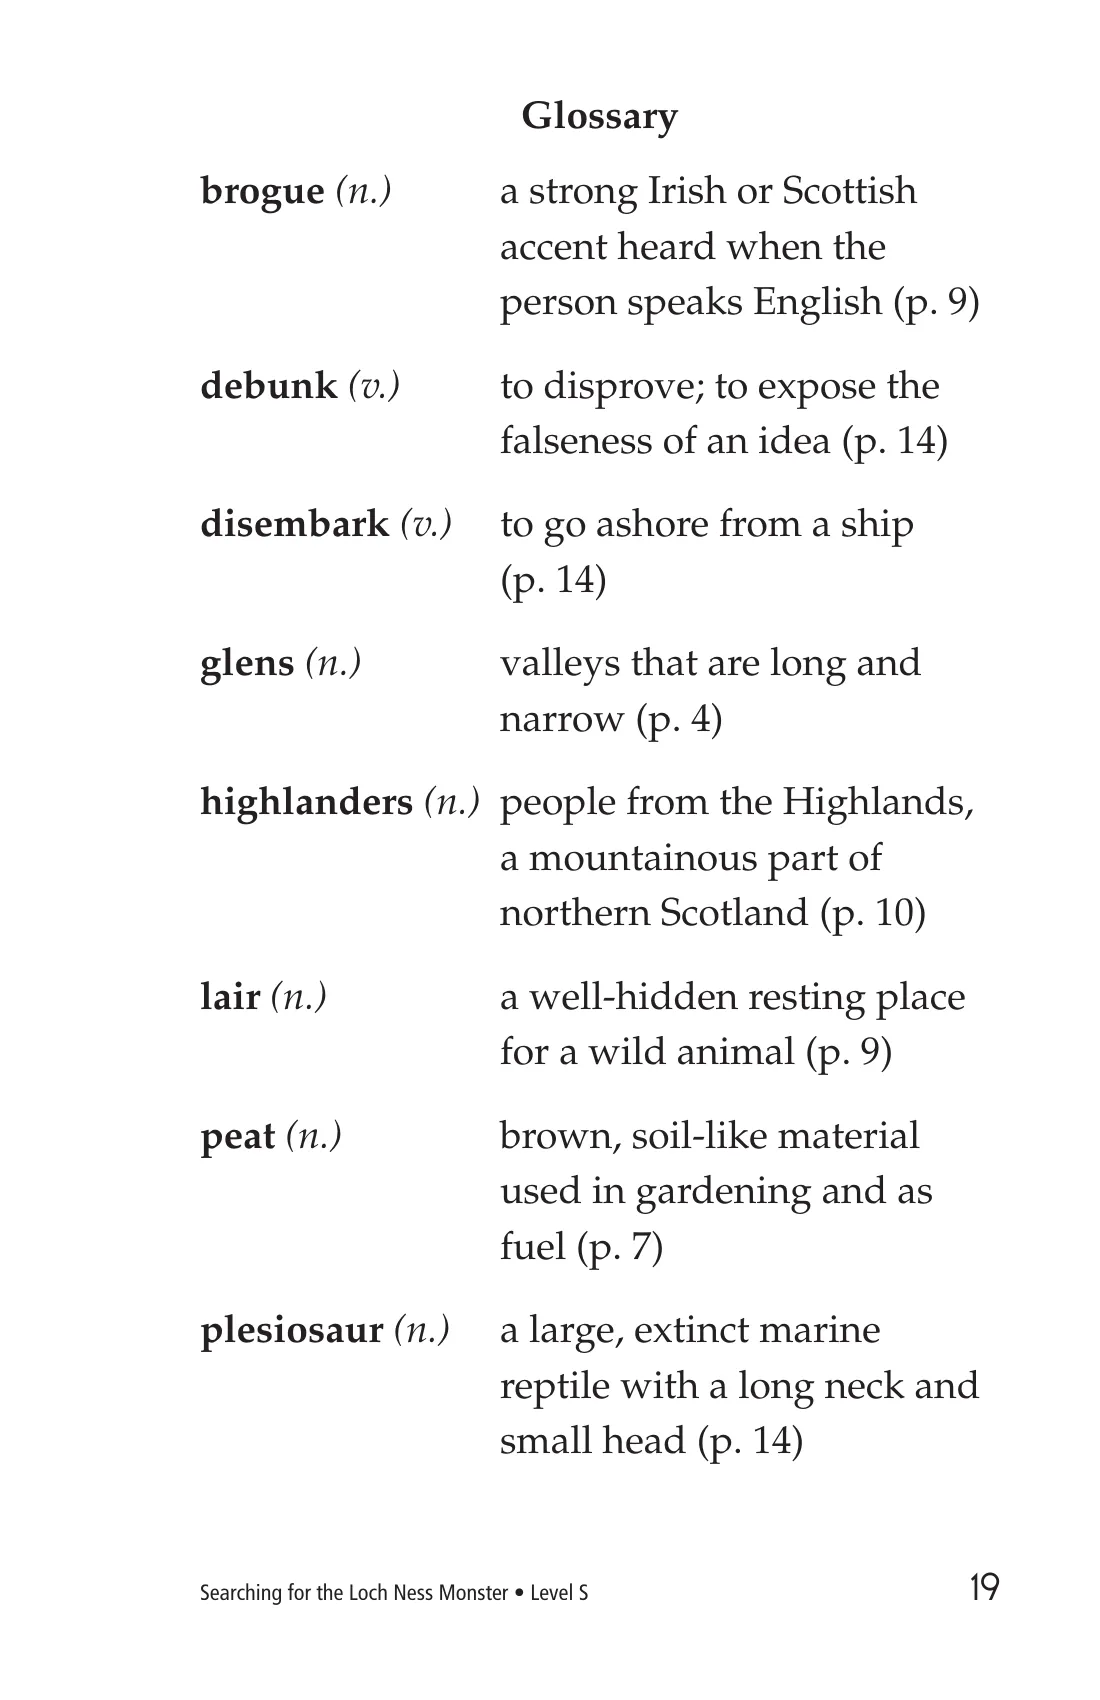 Glossary
brogue (n.) a strong Irish or Scottish
accent heard when the
person speaks English (p. 9)
debunk (v.) to disprove; to expose the
falseness of an idea (p. 14)
disembark (v.) to go ashore from a ship
(p. 14)
glens (n.) valleys that are long and
narrow (p. 4)
highlanders (n.) people from the Highlands,
a mountainous part of
northern Scotland (p. 10)
lair (n.) a well-hidden resting place
for a wild animal (p. 9)
peat (n.) brown, soil-like material
used in gardening and as
fuel (p. 7)
plesiosaur (n.) a large, extinct marine
reptile with a long neck and
small head (p. 14)
Searching for the Loch Ness Monster • Level S 19